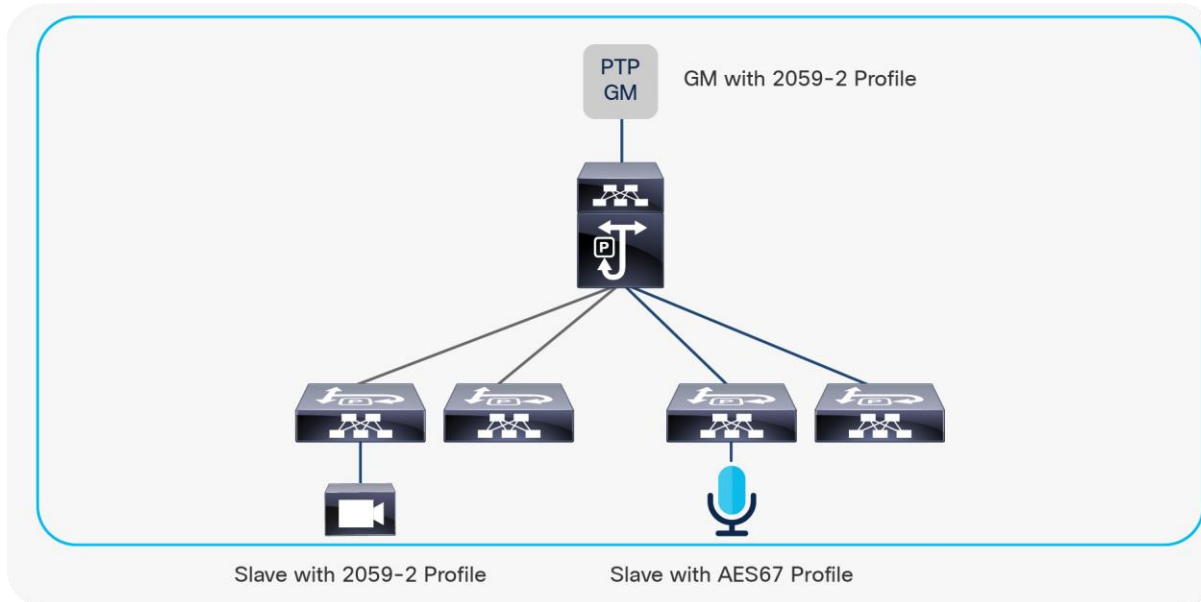 PTP
GM
GM with 2059-2 Profile
P
P
P
P
P
Slave with 2059-2 Profile
Slave with AES67 Profile